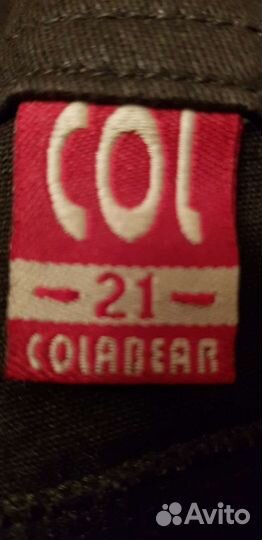 COL
- 21 -
COLABEAR
Avito